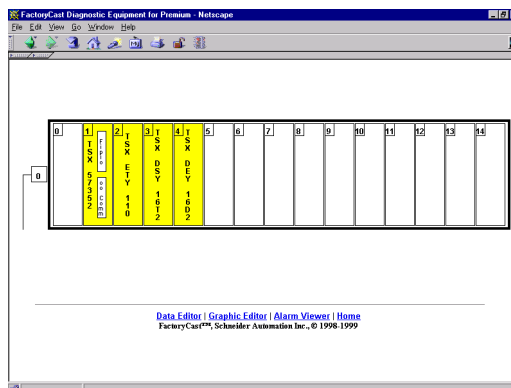 FactoryCast Diagnostic Equipment for Premium - Netscape
File Edit View Go Window Help
0 1 2 3 4 5 6 7 8 9 10 11 12 13 14
0
TSX 57352
Fipio
Comm
TSX ETY 110
TSX DSY 16T2
TSX DEY 16D2
Data Editor | Graphic Editor | Alarm Viewer | Home
FactoryCast™, Schneider Automation Inc., © 1998-1999